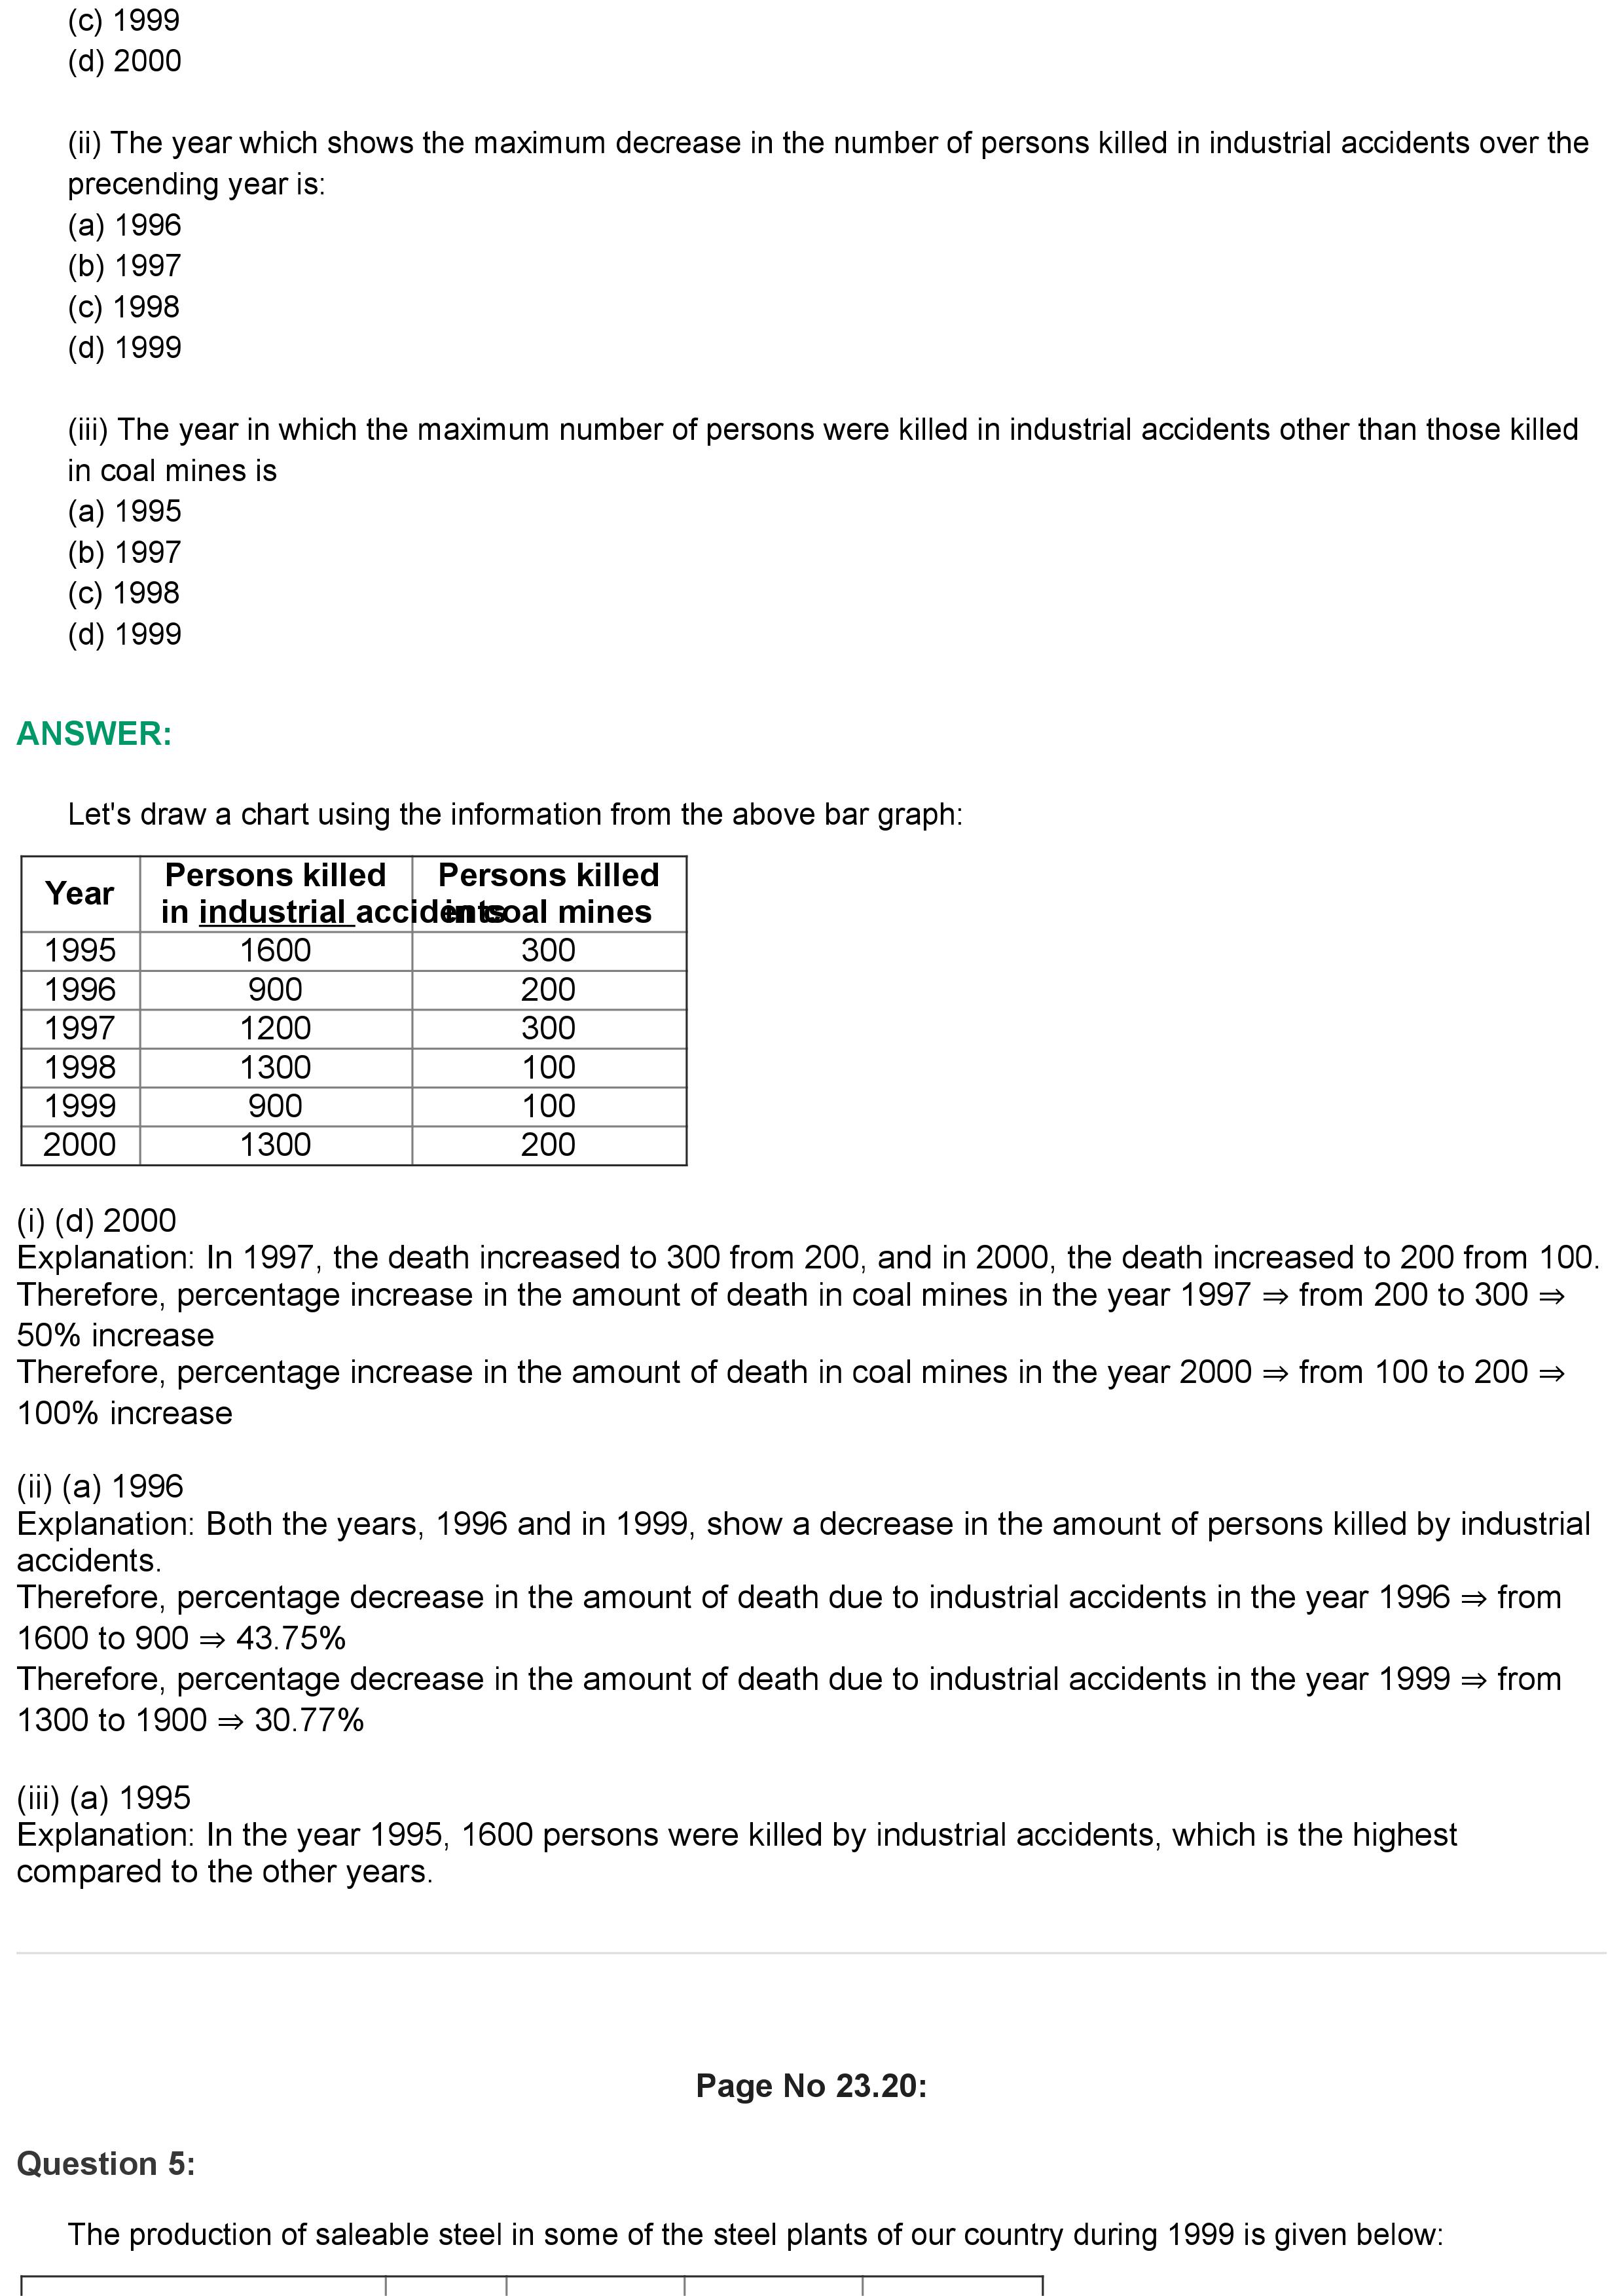 (c) 1999
(d) 2000
(ii) The year which shows the maximum decrease in the number of persons killed in industrial accidents over the
precending year is:
(a) 1996
(b) 1997
(c) 1998
(d) 1999
(iii) The year in which the maximum number of persons were killed in industrial accidents other than those killed
in coal mines is
(a) 1995
(b) 1997
(c) 1998
(d) 1999
ANSWER:
Let's draw a chart using the information from the above bar graph:
Year
Persons killed
in industrial accidents
Persons killed
in coal mines
1995 1600 300
1996 900 200
1997 1200 300
1998 1300 100
1999 900 100
2000 1300 200
(i) (d) 2000
Explanation: In 1997, the death increased to 300 from 200, and in 2000, the death increased to 200 from 100.
Therefore, percentage increase in the amount of death in coal mines in the year 1997 ⇒ from 200 to 300 ⇒
50% increase
Therefore, percentage increase in the amount of death in coal mines in the year 2000 ⇒ from 100 to 200 ⇒
100% increase
(ii) (a) 1996
Explanation: Both the years, 1996 and in 1999, show a decrease in the amount of persons killed by industrial
accidents.
Therefore, percentage decrease in the amount of death due to industrial accidents in the year 1996 ⇒ from
1600 to 900 ⇒ 43.75%
Therefore, percentage decrease in the amount of death due to industrial accidents in the year 1999 ⇒ from
1300 to 1900 ⇒ 30.77%
(iii) (a) 1995
Explanation: In the year 1995, 1600 persons were killed by industrial accidents, which is the highest
compared to the other years.
Page No 23.20:
Question 5:
The production of saleable steel in some of the steel plants of our country during 1999 is given below: